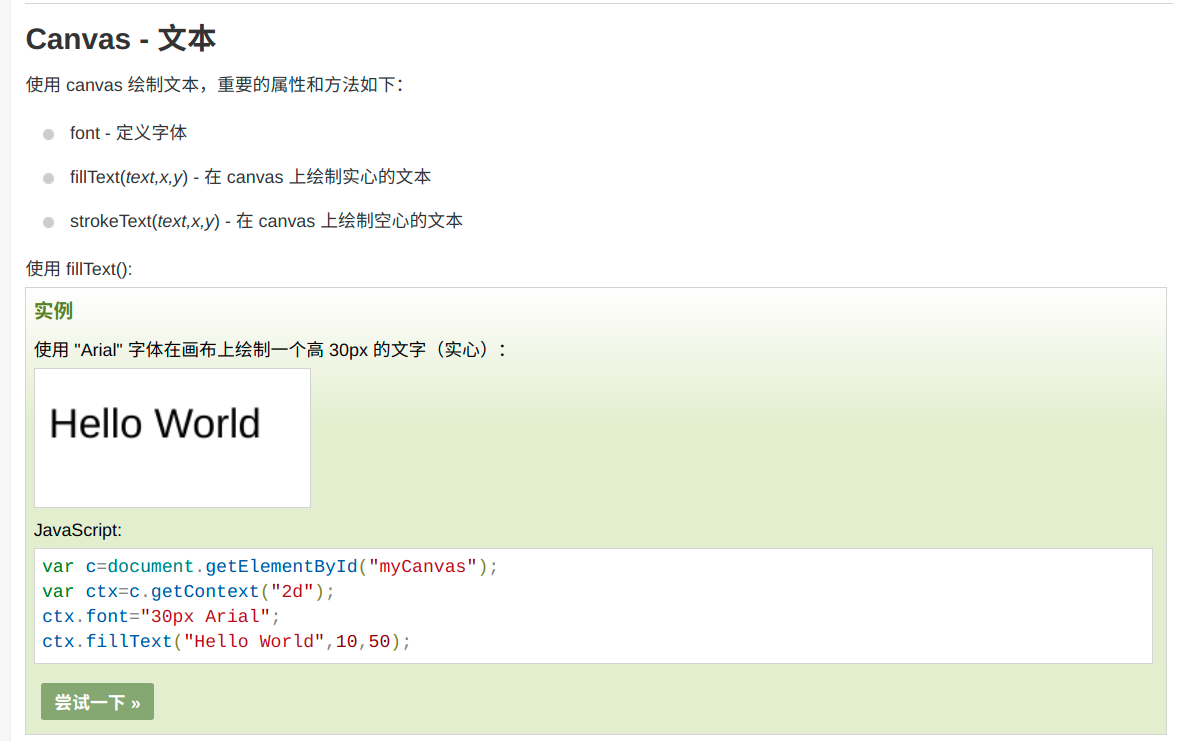 Canvas - 文本
使用 canvas 绘制文本，重要的属性和方法如下：
font - 定义字体
fillText(text,x,y) - 在 canvas 上绘制实心的文本
strokeText(text,x,y) - 在 canvas 上绘制空心的文本
使用 fillText():
实例
使用 "Arial" 字体在画布上绘制一个高 30px 的文字（实心）：
Hello World
JavaScript:
var c=document.getElementById("myCanvas");
var ctx=c.getContext("2d");
ctx.font="30px Arial";
ctx.fillText("Hello World",10,50);
尝试一下 »